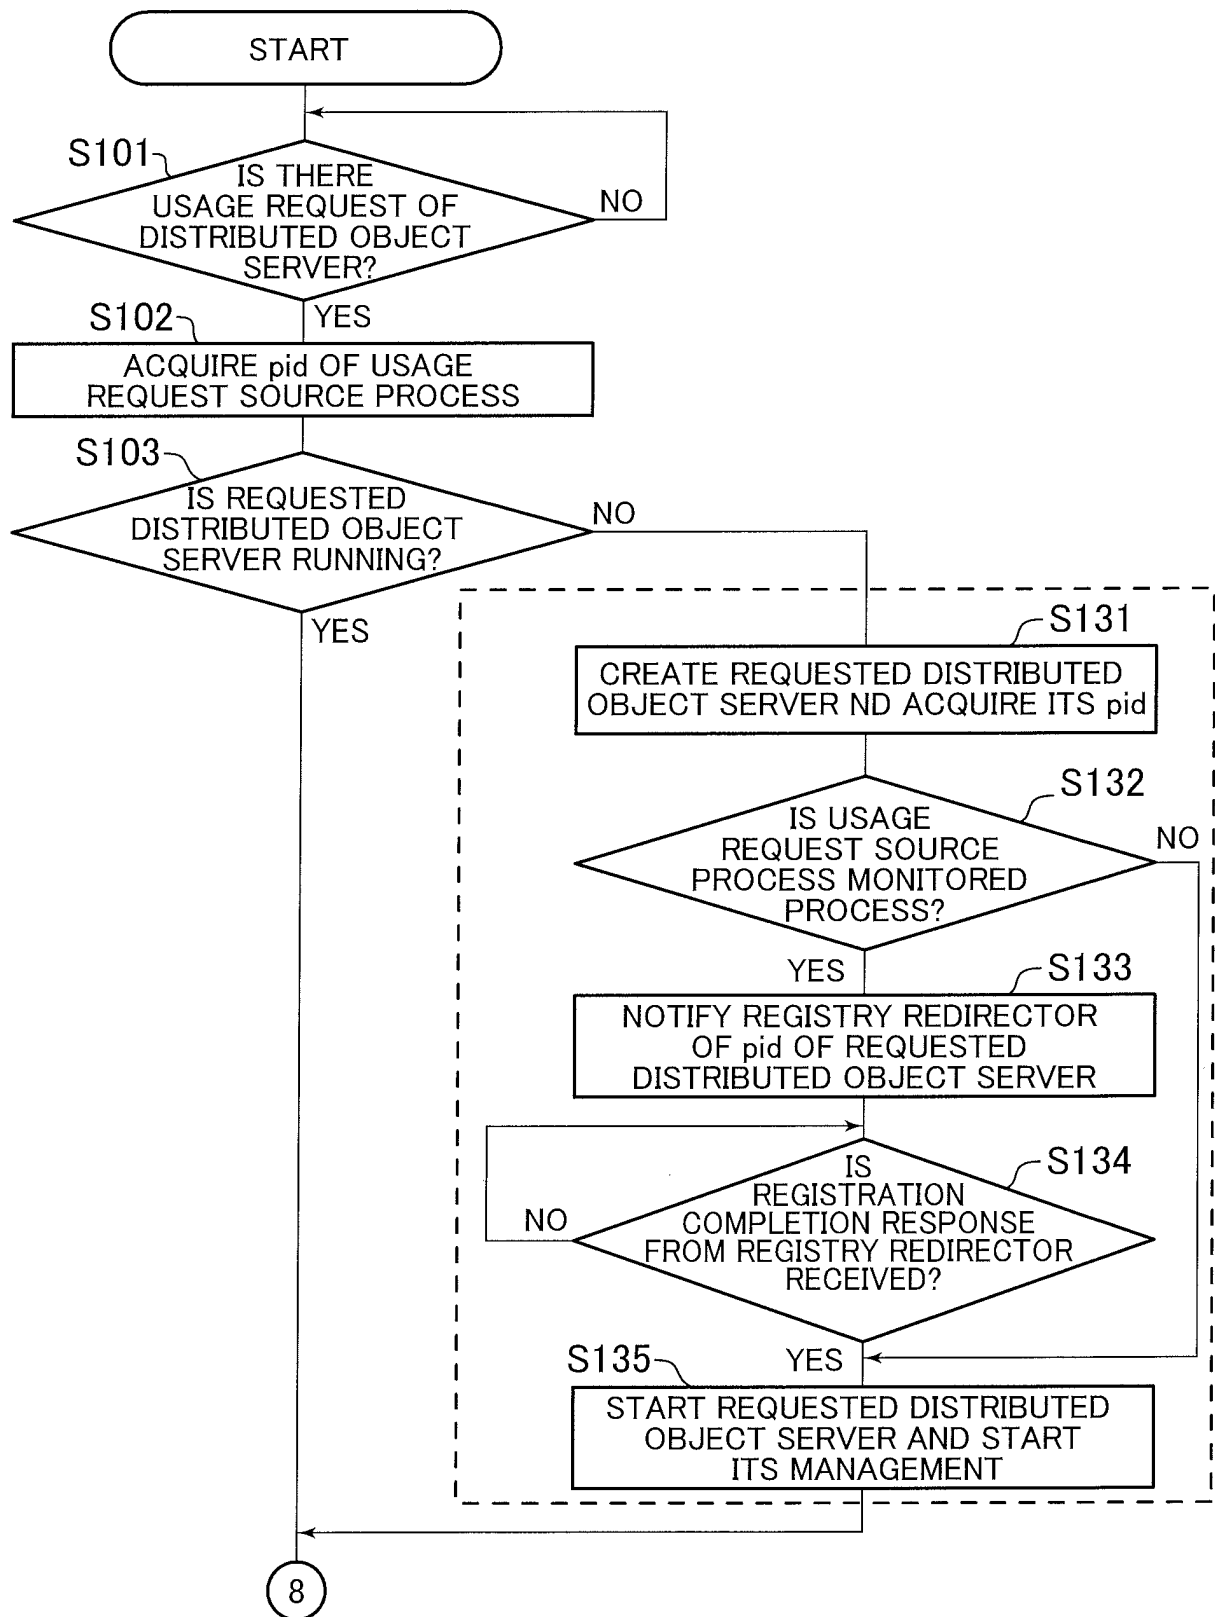 START
S101
IS THERE
USAGE REQUEST OF
DISTRIBUTED OBJECT
SERVER?
NO
YES
S102
ACQUIRE pid OF USAGE
REQUEST SOURCE PROCESS
S103
IS REQUESTED
DISTRIBUTED OBJECT
SERVER RUNNING?
NO
YES
S131
CREATE REQUESTED DISTRIBUTED
OBJECT SERVER ND ACQUIRE ITS pid
S132
IS USAGE
REQUEST SOURCE
PROCESS MONITORED
PROCESS?
NO
YES
S133
NOTIFY REGISTRY REDIRECTOR
OF pid OF REQUESTED
DISTRIBUTED OBJECT SERVER
S134
IS
REGISTRATION
COMPLETION RESPONSE
FROM REGISTRY REDIRECTOR
RECEIVED?
NO
YES
S135
START REQUESTED DISTRIBUTED
OBJECT SERVER AND START
ITS MANAGEMENT
8